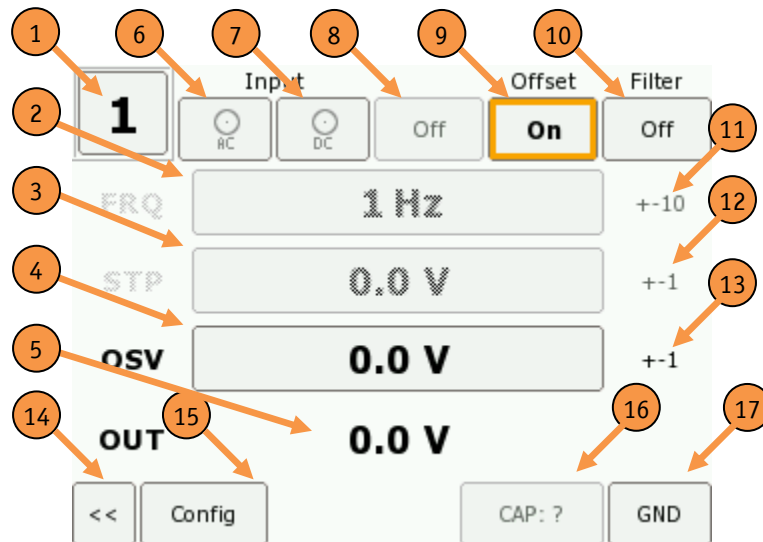 1 6 7 8 9 10
Input Offset Filter
1 AC DC Off On Off
2 11
FRQ 1 Hz +-10
3 12
STP 0.0 V +-1
4 13
OSV 0.0 V +-1
5
14 15 16 17
OUT 0.0 V
<< Config CAP: ? GND